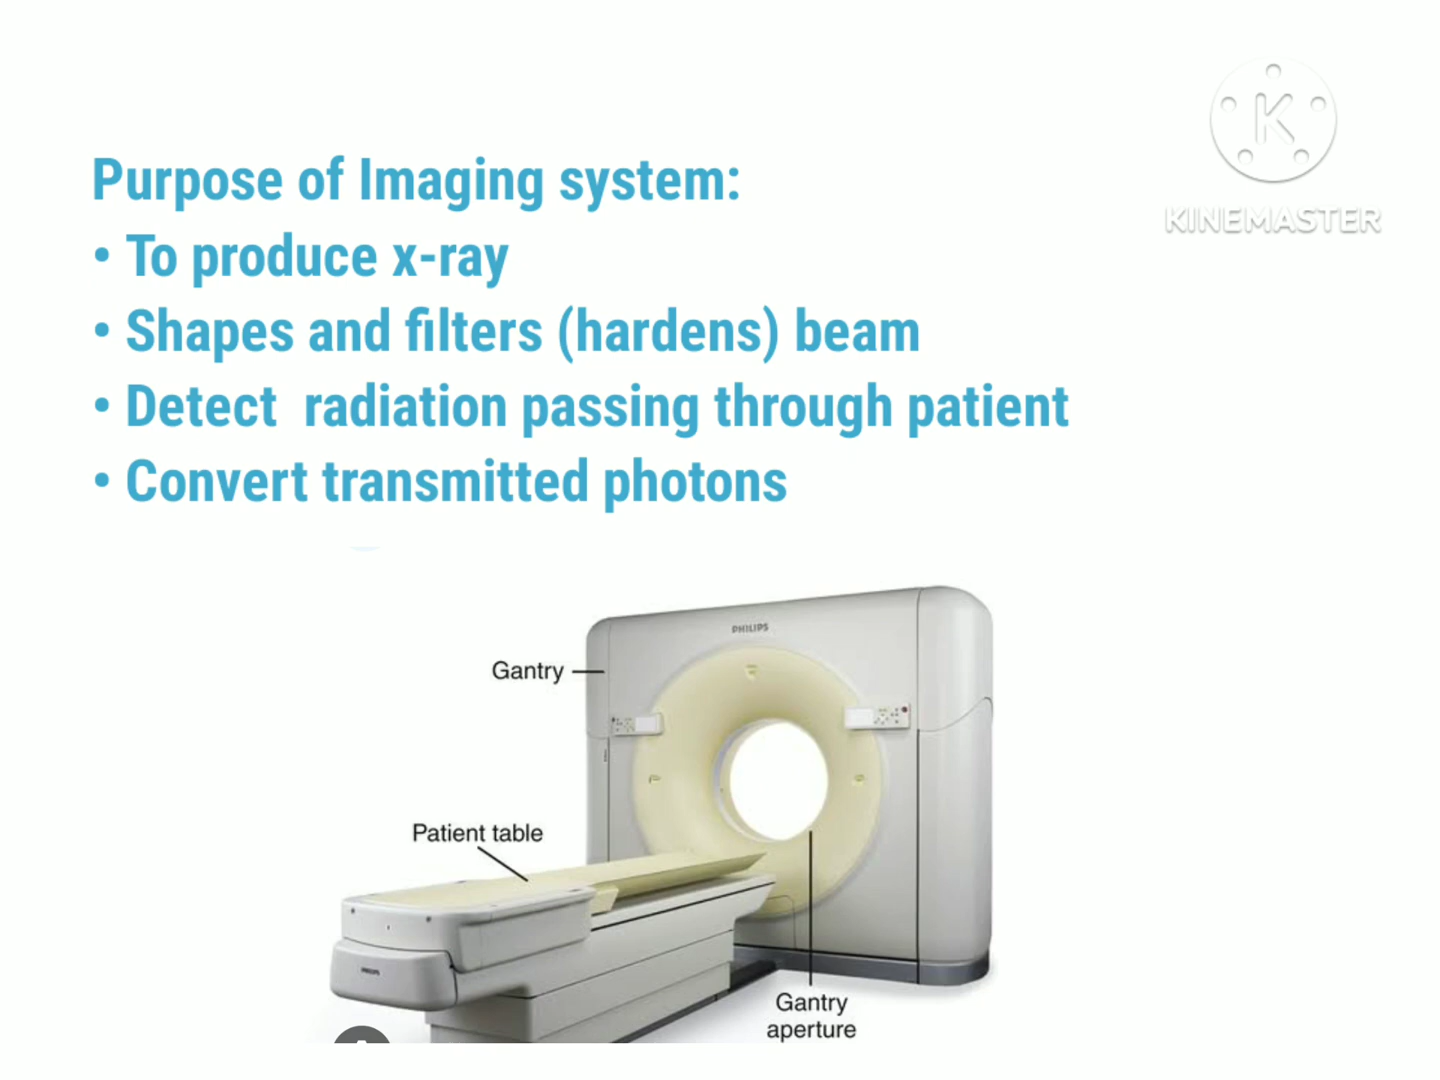 KINEMASTER
Purpose of Imaging system:
• To produce x-ray
• Shapes and filters (hardens) beam
• Detect  radiation passing through patient
• Convert transmitted photons
PHILIPS
Gantry
Patient table
PHILIPS
Gantry
aperture